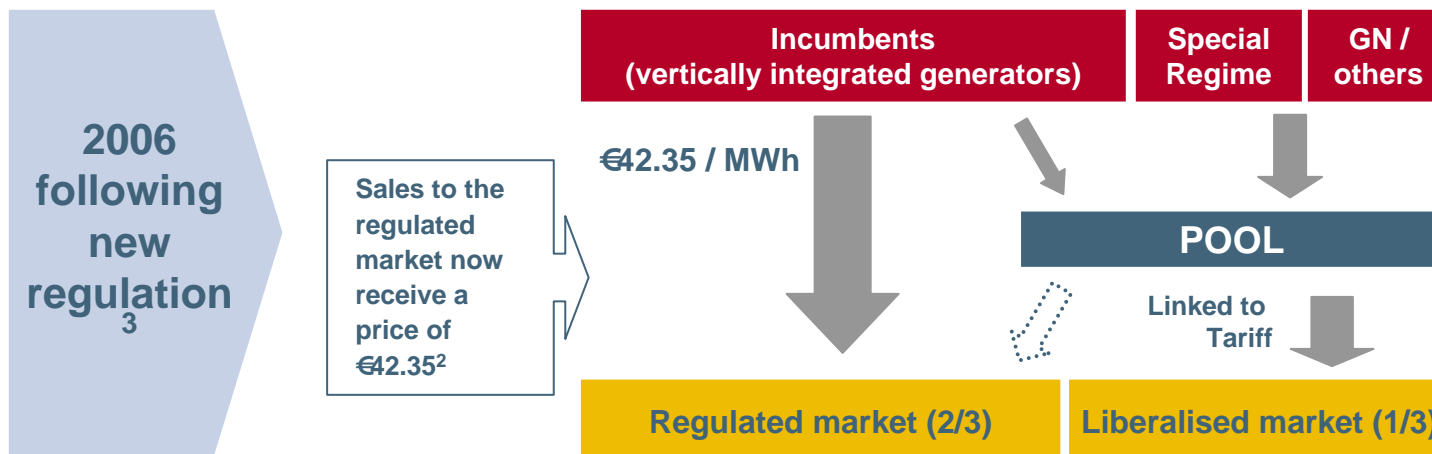 2006
following
new
regulation
3
Sales to the
regulated
market now
receive a
price of
€42.35²
Incumbents
(vertically integrated generators)
Special
Regime
GN /
others
€42.35 / MWh
POOL
Linked to
Tariff
Regulated market (2/3)
Liberalised market (1/3)